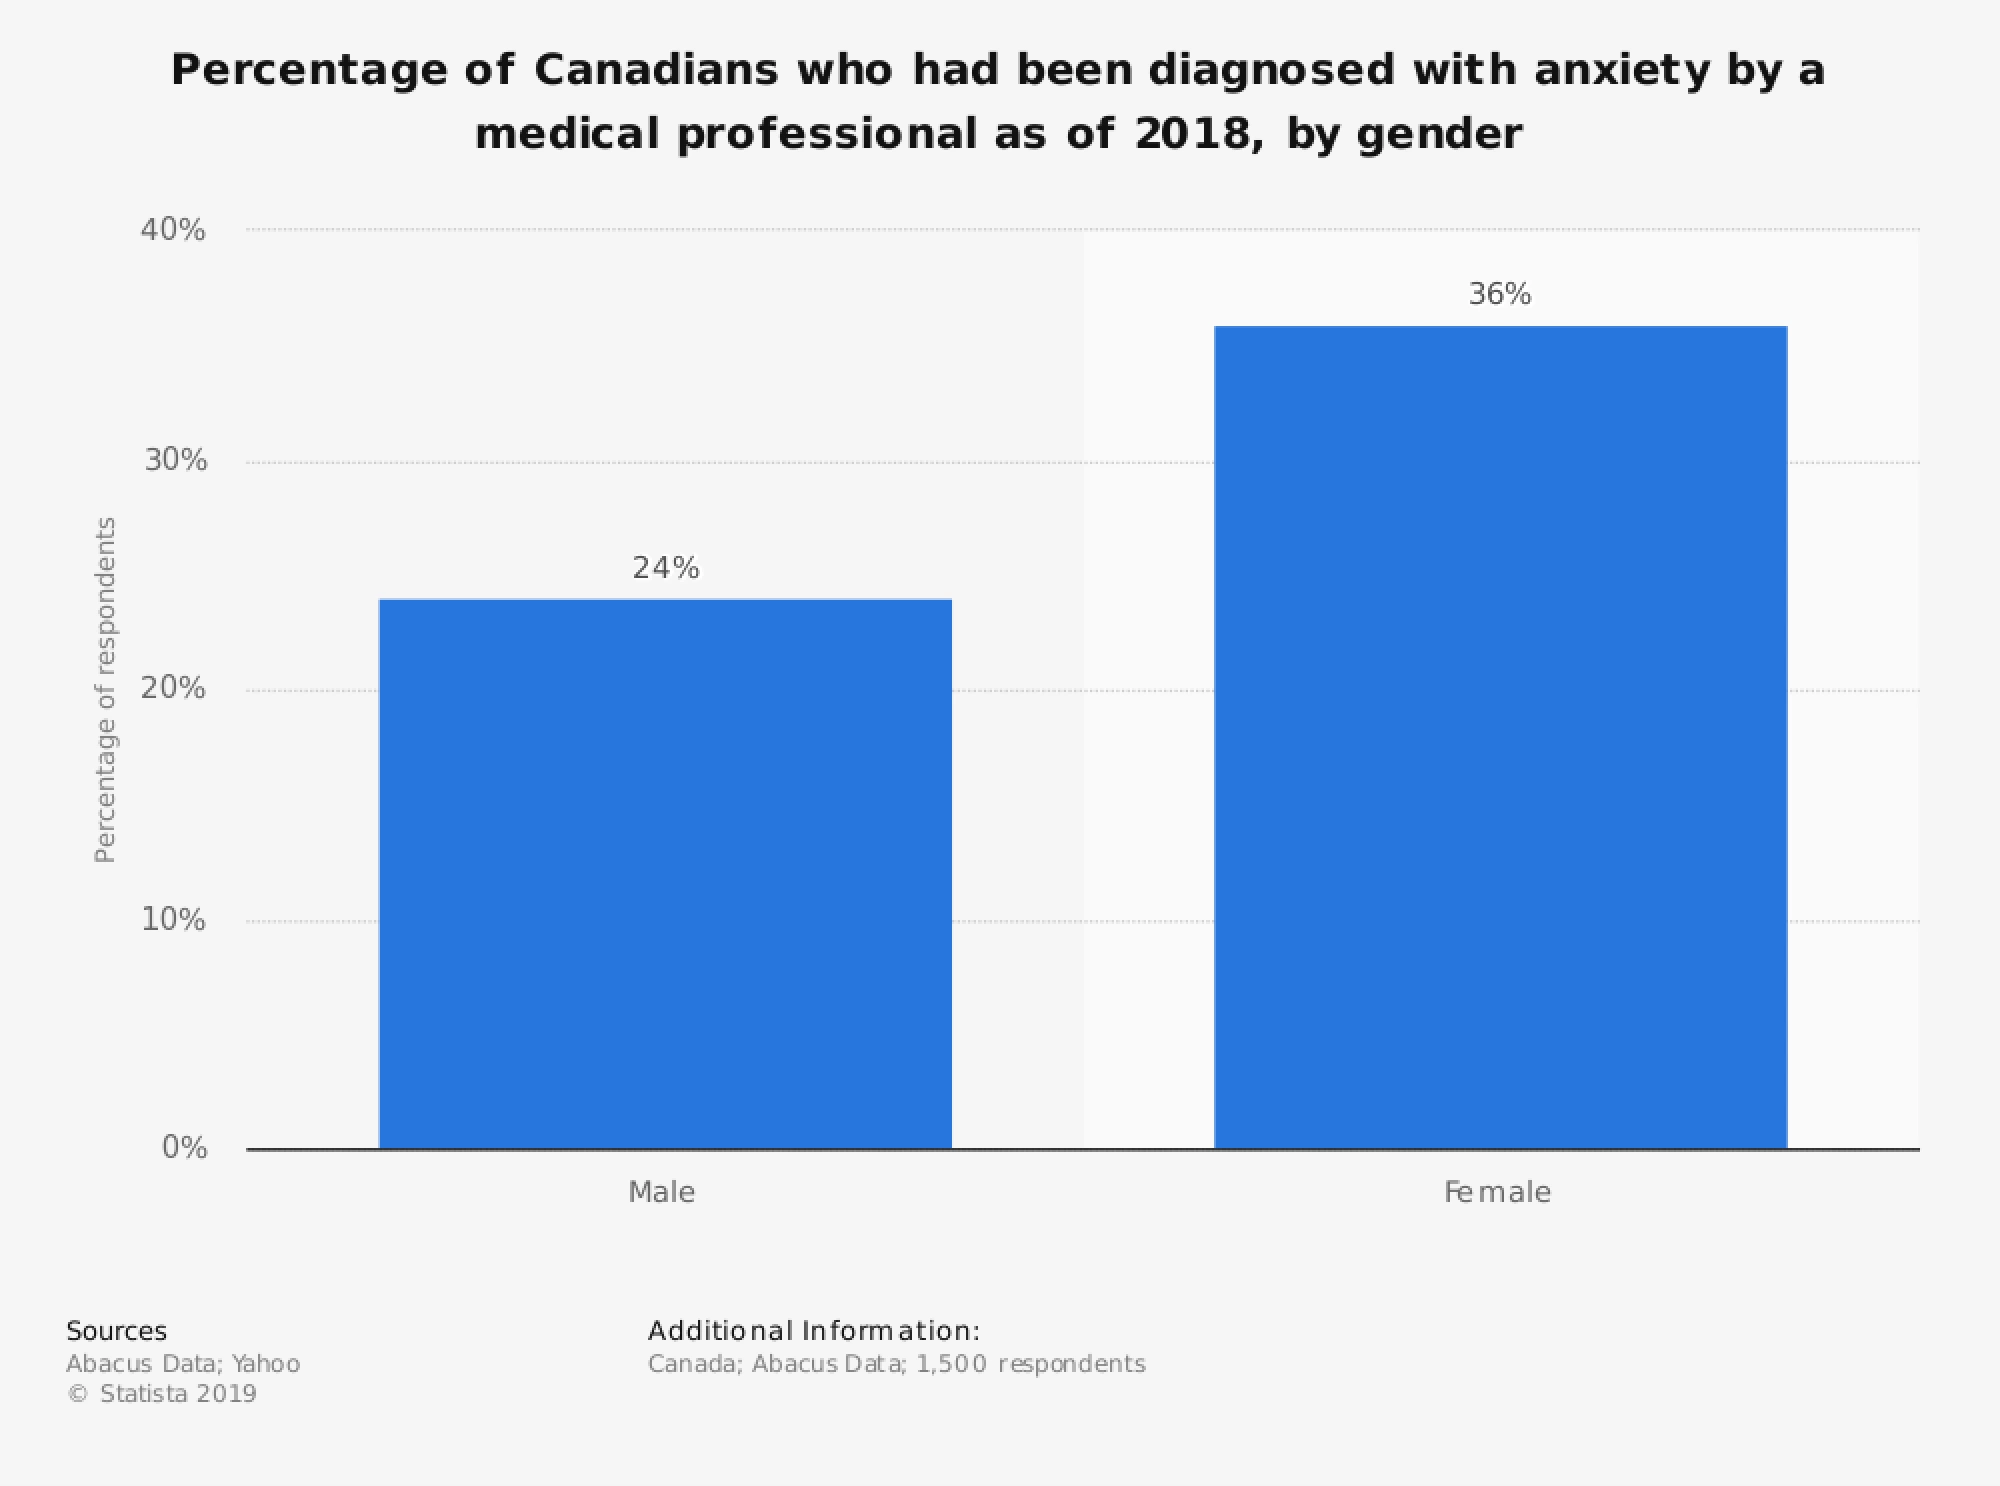 Percentage of Canadians who had been diagnosed with anxiety by a
medical professional as of 2018, by gender
40%
30%
20%
10%
0%
Percentage of respondents
24%
36%
Male
Female
Sources
Abacus Data; Yahoo
© Statista 2019
Additional Information:
Canada; Abacus Data; 1,500 respondents